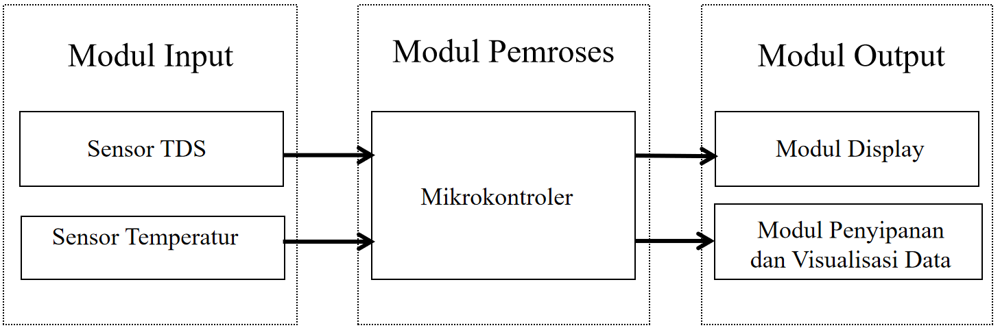 Modul Input
Sensor TDS
Sensor Temperatur
Modul Pemroses
Mikrokontroler
Modul Output
Modul Display
Modul Penyipanan
dan Visualisasi Data